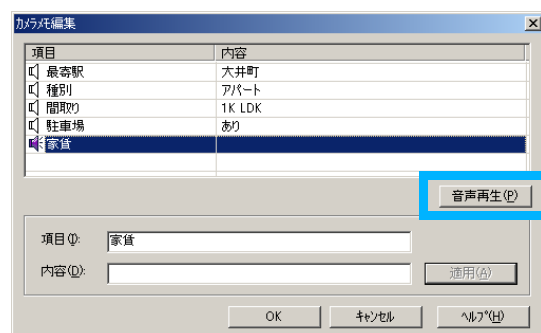 カメラメモ編集
項目 内容
最寄駅 大井町
種別 アパート
間取り 1K LDK
駐車場 あり
家賃
音声再生(P)
項目(I): 家賃
内容(D): 適用(A)
OK キャンセル ヘルプ(H)